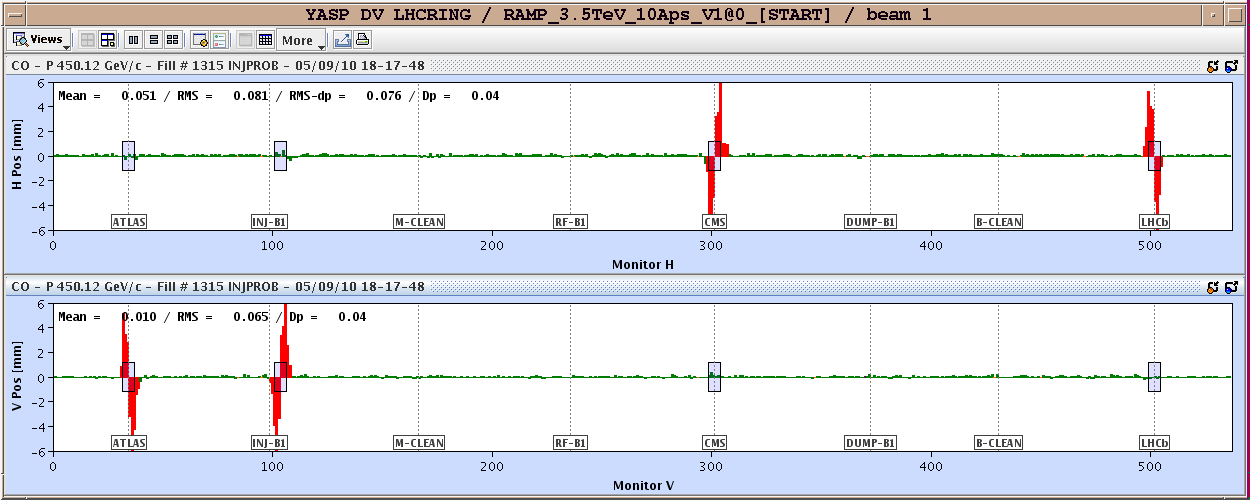 YASP DV LHCRING / RAMP_3.5TeV_10Aps_V1@0_[START] / beam 1
Views More
CO - P 450.12 GeV/c - Fill # 1315 INJPROB - 05/09/10 18-17-48
Mean = 0.051 / RMS = 0.081 / RMS-dp = 0.076 / Dp = 0.04
H Pos [mm]
6
4
2
0
-2
-4
-6
ATLAS INJ-B1 M-CLEAN RF-B1 CMS DUMP-B1 B-CLEAN LHCb
0 100 200 300 400 500
Monitor H
CO - P 450.12 GeV/c - Fill # 1315 INJPROB - 05/09/10 18-17-48
Mean = 0.010 / RMS = 0.065 / Dp = 0.04
V Pos [mm]
6
4
2
0
-2
-4
-6
ATLAS INJ-B1 M-CLEAN RF-B1 CMS DUMP-B1 B-CLEAN LHCb
0 100 200 300 400 500
Monitor V